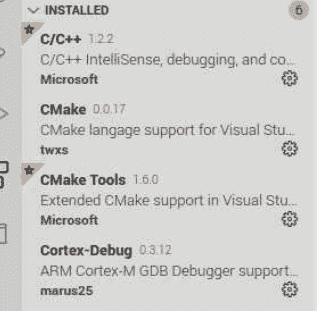 INSTALLED 6
C/C++ 1.2.2
C/C++ IntelliSense, debugging, and co...
Microsoft
CMake 0.0.17
CMake langage support for Visual Stu...
twxs
CMake Tools 1.6.0
Extended CMake support in Visual Stu...
Microsoft
Cortex-Debug 0.3.12
ARM Cortex-M GDB Debugger support...
marus25